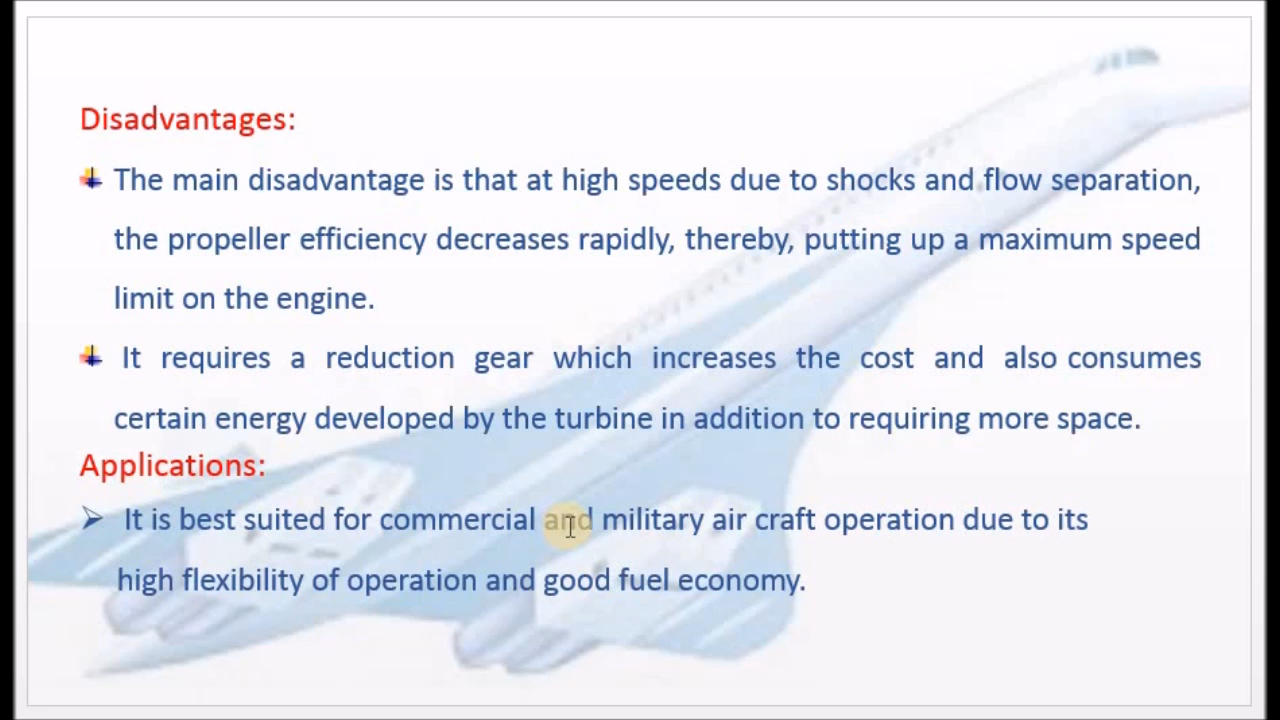 Disadvantages:
The main disadvantage is that at high speeds due to shocks and flow separation,
the propeller efficiency decreases rapidly, thereby, putting up a maximum speed
limit on the engine.
It requires a reduction gear which increases the cost and also consumes
certain energy developed by the turbine in addition to requiring more space.
Applications:
It is best suited for commercial and military air craft operation due to its
high flexibility of operation and good fuel economy.